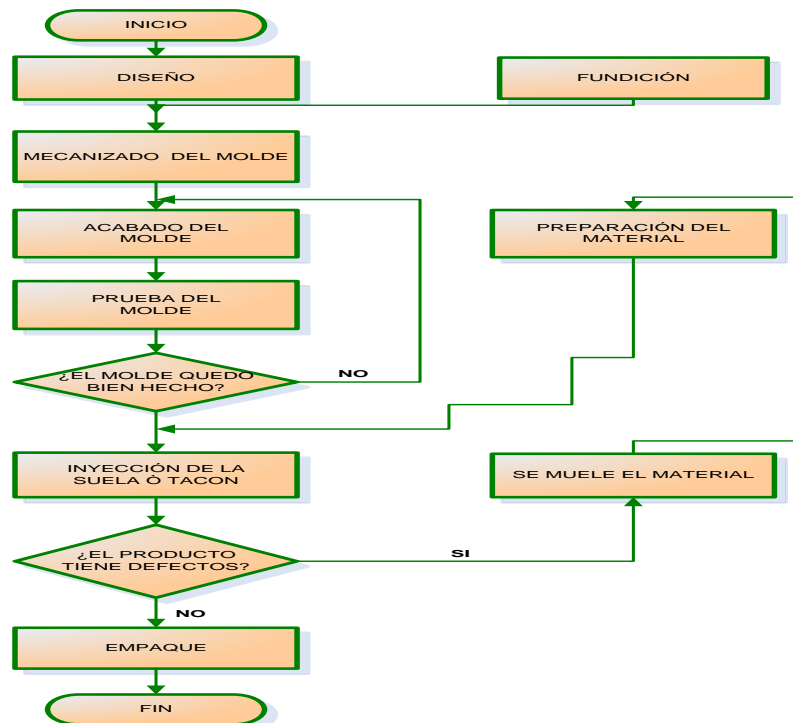 INICIO
DISEÑO
FUNDICIÓN
MECANIZADO DEL MOLDE
ACABADO DEL
MOLDE
PREPARACIÓN DEL
MATERIAL
PRUEBA DEL
MOLDE
¿EL MOLDE QUEDO
BIEN HECHO?
NO
INYECCIÓN DE LA
SUELA Ò TACON
SE MUELE EL MATERIAL
¿EL PRODUCTO
TIENE DEFECTOS?
SI
NO
EMPAQUE
FIN